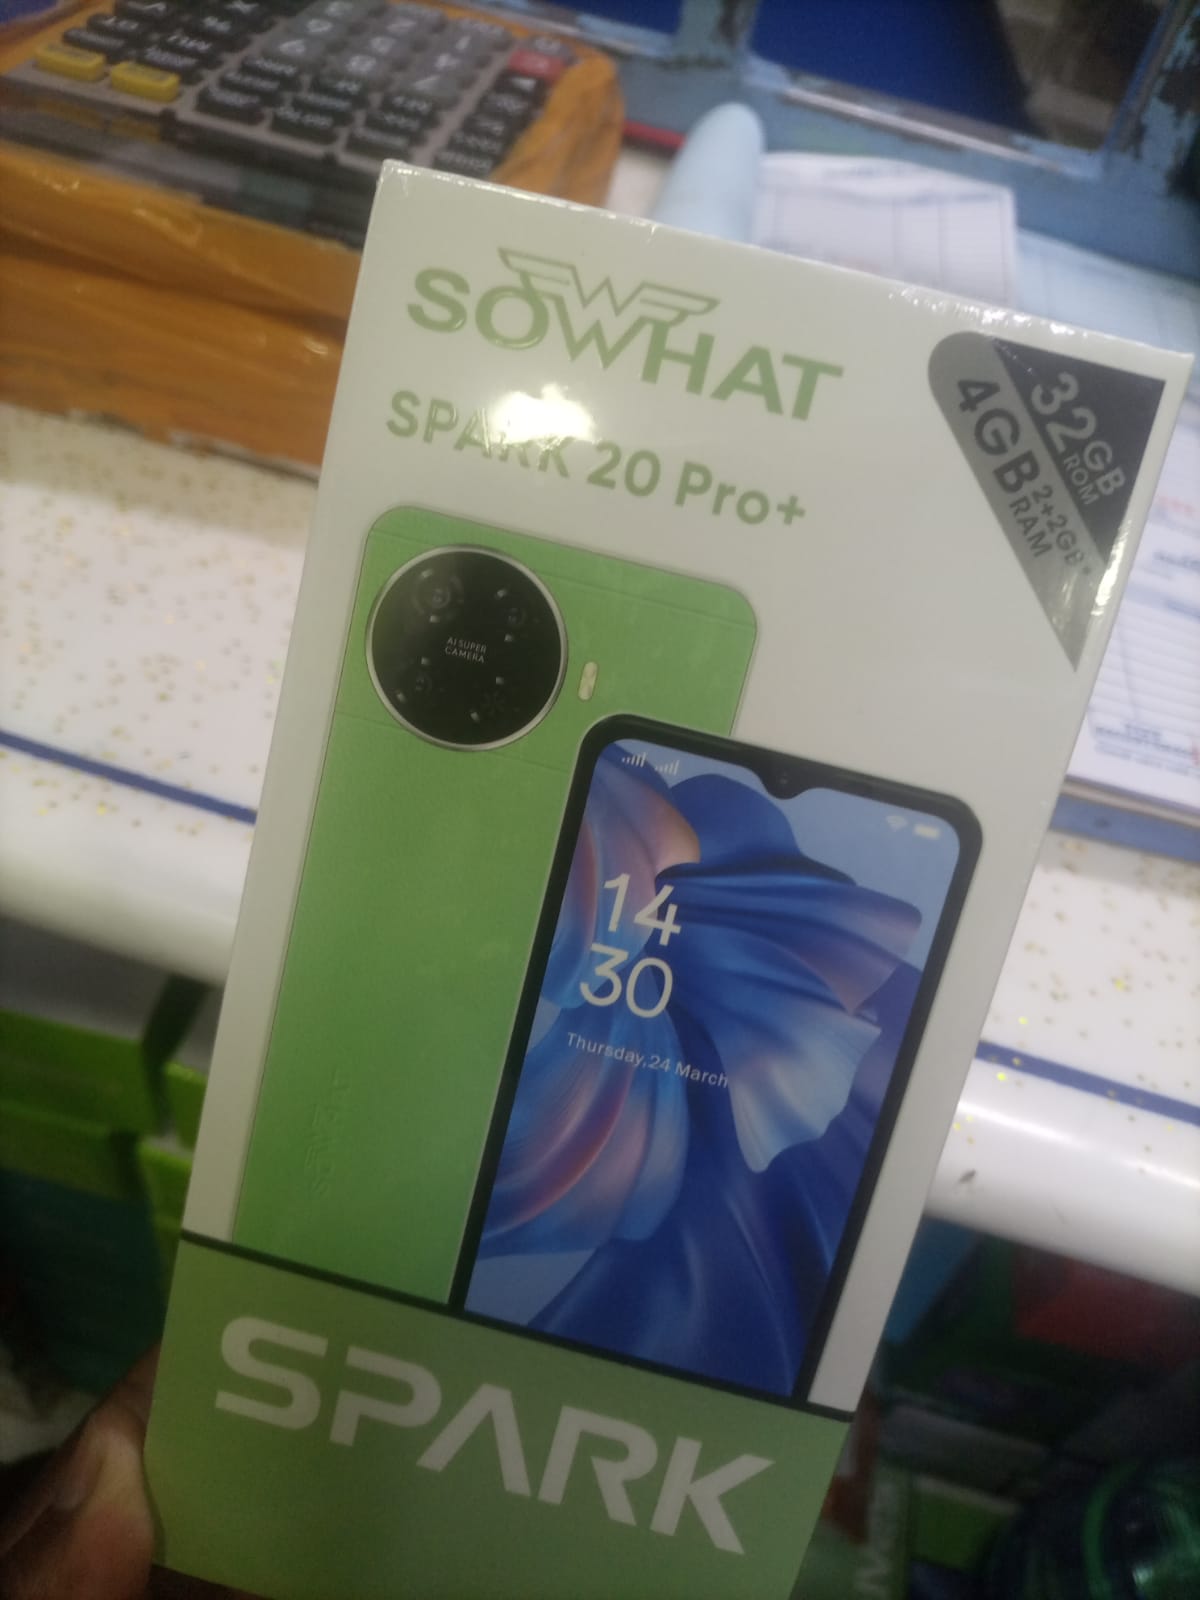 SOWHAT
SPARK 20 Pro+
32GB
ROM
4GB 2+2GB*
RAM
AI SUPER
CAMERA
14
30
Thursday,24 March
SOWHAT
SPARK